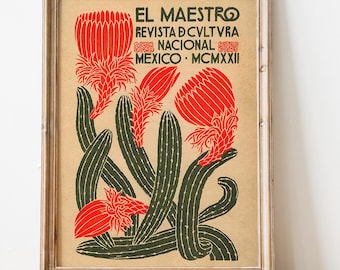 EL MAESTRO
REVISTA D CVLTVRA
NACIONAL
MEXICO · MCMXXII